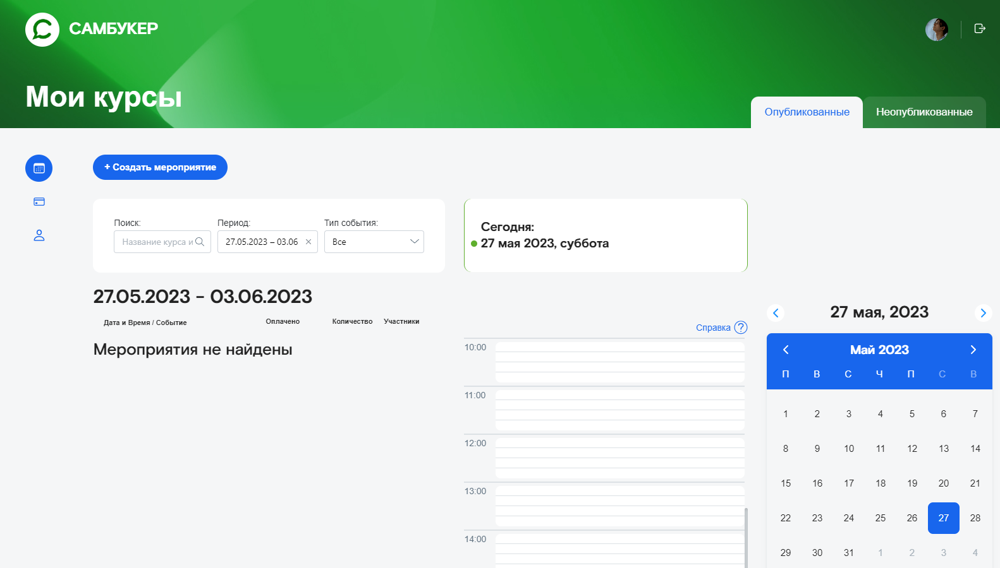 САМБУКЕР
Мои курсы
Опубликованные
Неопубликованные
+ Создать мероприятие
Поиск:
Период:
Тип события:
Название курса и
27.05.2023 – 03.06
Все
Сегодня:
27 мая 2023, суббота
27.05.2023 - 03.06.2023
Дата и Время / Событие
Оплачено
Количество
Участники
Мероприятия не найдены
Справка ?
10:00
11:00
12:00
13:00
14:00
27 мая, 2023
Май 2023
П В С Ч П С В
1 2 3 4 5 6 7
8 9 10 11 12 13 14
15 16 17 18 19 20 21
22 23 24 25 26 27 28
29 30 31 1 2 3 4